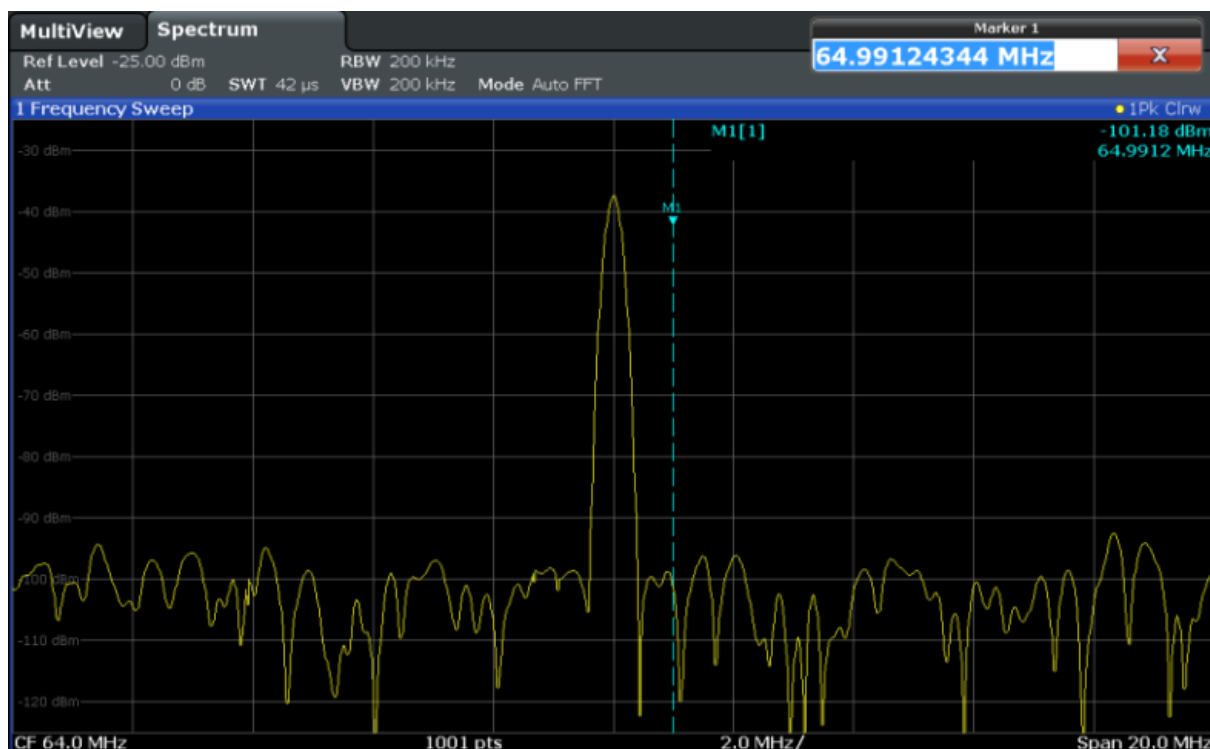 MultiView Spectrum
Marker 1
64.99124344 MHz X
Ref Level -25.00 dBm RBW 200 kHz
Att 0 dB SWT 42 µs VBW 200 kHz Mode Auto FFT
1 Frequency Sweep 1Pk Clrw
M1[1] -101.18 dBm
64.9912 MHz
-30 dBm
M1
-40 dBm
-50 dBm
-60 dBm
-70 dBm
-80 dBm
-90 dBm
-100 dBm
-110 dBm
-120 dBm
CF 64.0 MHz 1001 pts 2.0 MHz/ Span 20.0 MHz